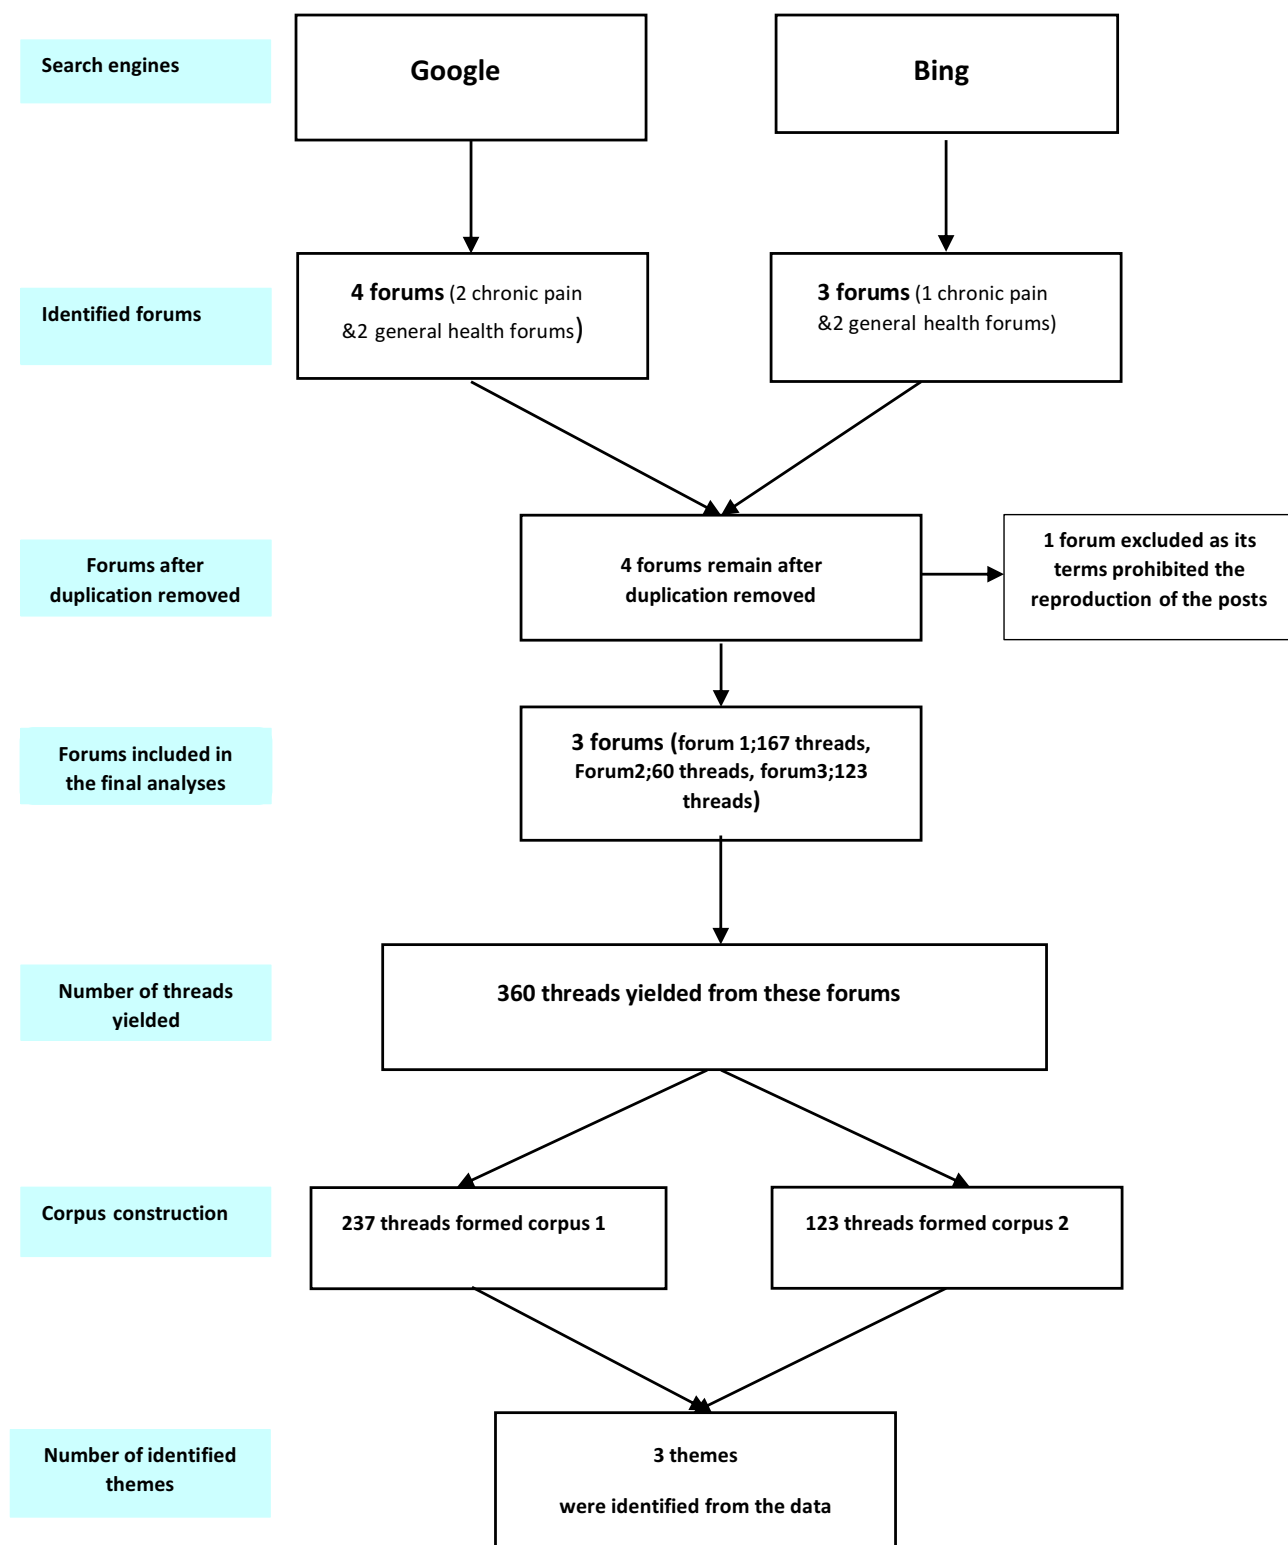 Search engines
Google
Bing
Identified forums
4 forums (2 chronic pain
&2 general health forums)
3 forums (1 chronic pain
&2 general health forums)
Forums after
duplication removed
4 forums remain after
duplication removed
1 forum excluded as its
terms prohibited the
reproduction of the posts
Forums included in
the final analyses
3 forums (forum 1;167 threads,
Forum2;60 threads, forum3;123
threads)
Number of threads
yielded
360 threads yielded from these forums
Corpus construction
237 threads formed corpus 1
123 threads formed corpus 2
Number of identified
themes
3 themes
were identified from the data